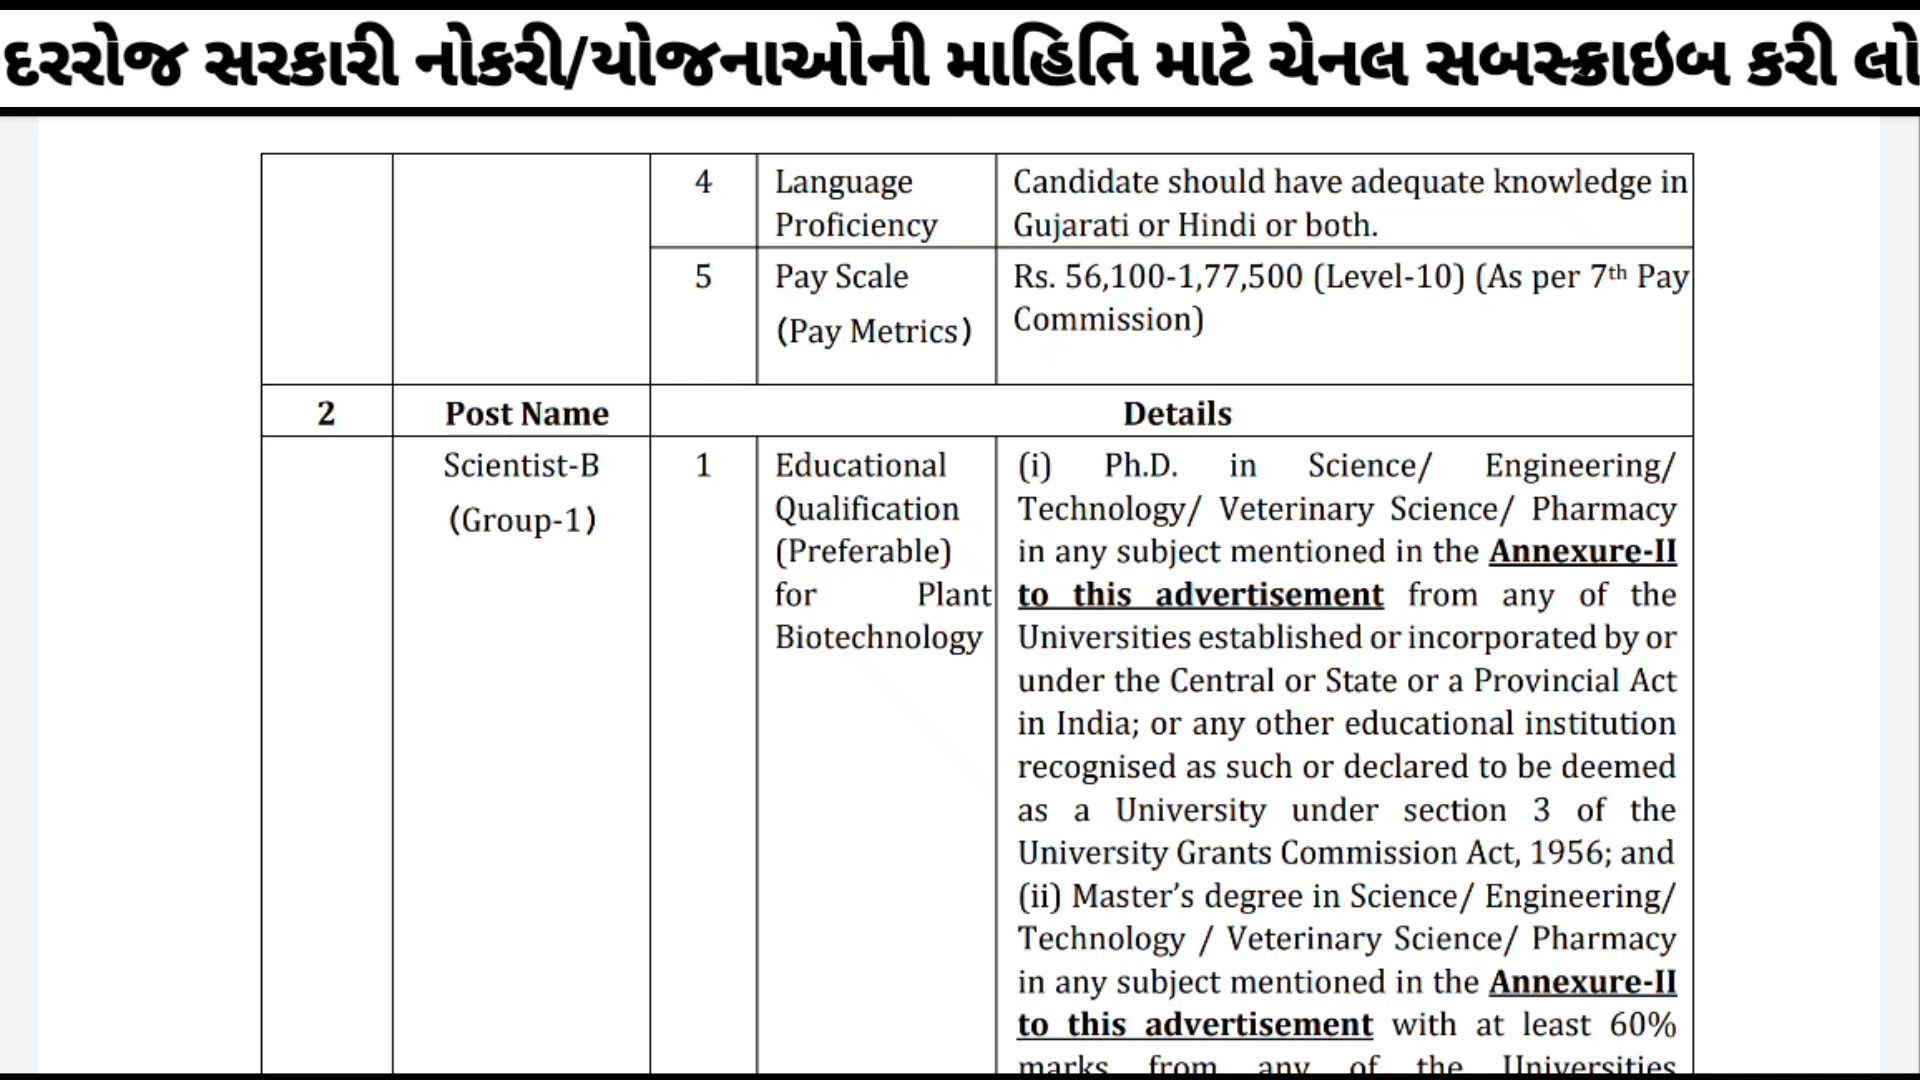 દરરોજ સરકારી નોકરી/યોજનાઓની માહિતિ માટે ચેનલ સબસ્ક્રાઇબ કરી લો
4 Language Proficiency Candidate should have adequate knowledge in Gujarati or Hindi or both.
5 Pay Scale (Pay Metrics) Rs. 56,100-1,77,500 (Level-10) (As per 7th Pay Commission)
2 Post Name Details
Scientist-B
(Group-1)
1
Educational
Qualification
(Preferable)
for Plant
Biotechnology
(i) Ph.D. in Science/ Engineering/
Technology/ Veterinary Science/ Pharmacy
in any subject mentioned in the Annexure-II
to this advertisement from any of the
Universities established or incorporated by or
under the Central or State or a Provincial Act
in India; or any other educational institution
recognised as such or declared to be deemed
as a University under section 3 of the
University Grants Commission Act, 1956; and
(ii) Master's degree in Science/ Engineering/
Technology / Veterinary Science/ Pharmacy
in any subject mentioned in the Annexure-II
to this advertisement with at least 60%
marks from any of the Universities